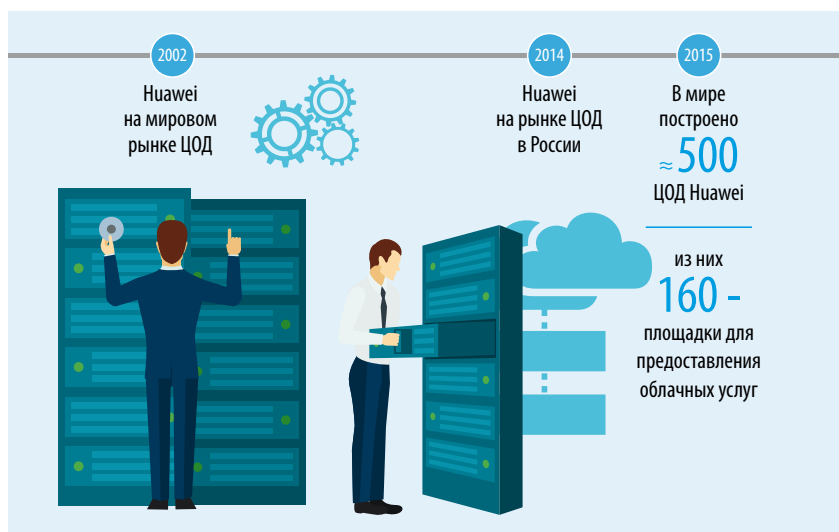 2002
Huawei
на мировом
рынке ЦОД
2014
Huawei
на рынке ЦОД
в России
2015
В мире
построено
≈500
ЦОД Huawei
из них
160 -
площадки для
предоставления
облачных услуг